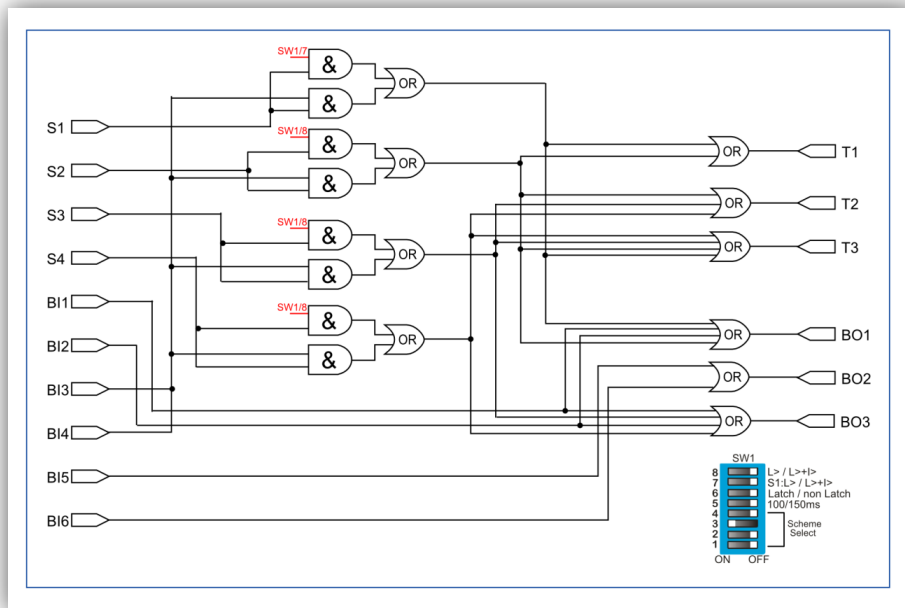 SW1/7
&
OR
&
S1
SW1/8
&
OR
&
S2
S3
SW1/8
&
OR
&
S4
BI1
SW1/8
&
OR
&
BI2
BI3
BI4
BI5
BI6
OR
T1
OR
T2
OR
T3
OR
BO1
OR
BO2
OR
BO3
SW1
8 L> / L>+I>
7 S1:L> / L>+I>
6 Latch / non Latch
5 100/150ms
4
3 Scheme
2 Select
1
ON OFF